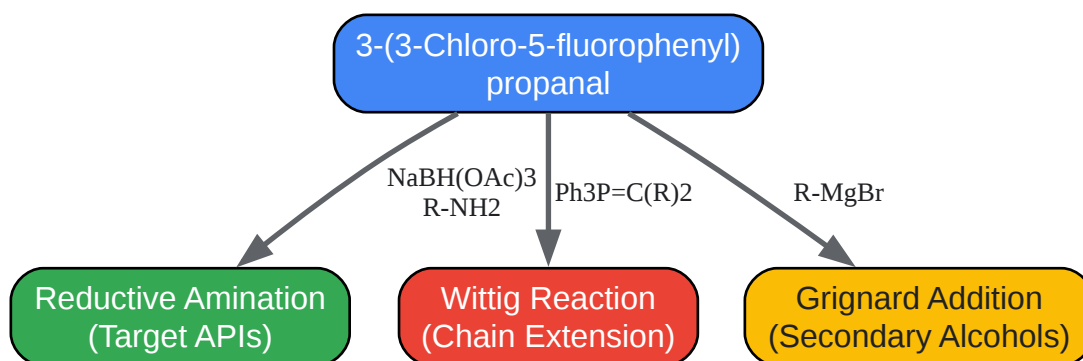 3-(3-Chloro-5-fluorophenyl)
propanal
NaBH(OAc)3
R-NH2
Ph3P=C(R)2
R-MgBr
Reductive Amination
(Target APIs)
Wittig Reaction
(Chain Extension)
Grignard Addition
(Secondary Alcohols)